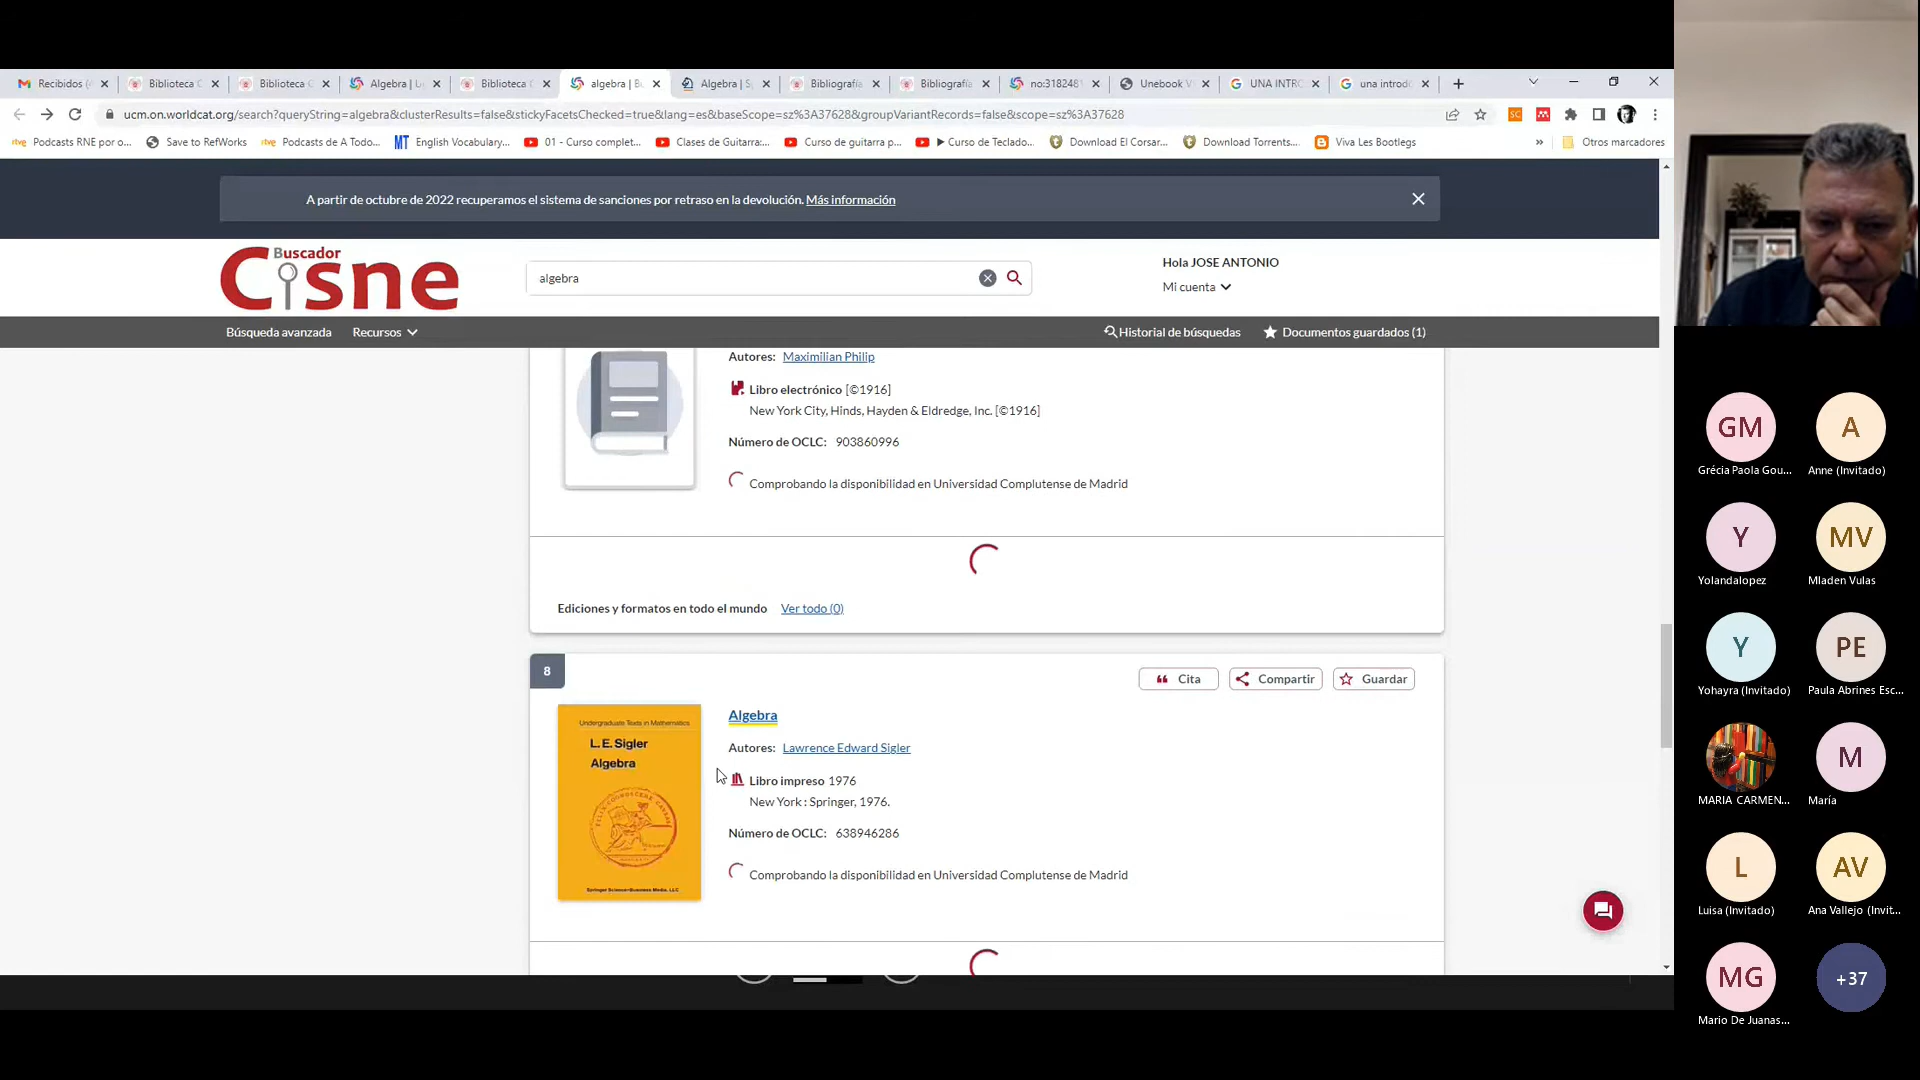 Recibidos (
Biblioteca
Biblioteca
Algebra | 
Biblioteca
algebra | B
Algebra | S
Bibliografía
Bibliografía
no:318248
Unebook V
UNA INTR
una introd
ucm.on.worldcat.org/search?queryString=algebra&clusterResults=false&stickyFacetsChecked=true&lang=es&baseScope=sz%3A37628&groupVariantRecords=false&scope=sz%3A37628
Podcasts RNE por o...
Save to RefWorks
Podcasts de A Todo...
English Vocabulary...
01 - Curso complet...
Clases de Guitarra:...
Curso de guitarra p...
► Curso de Teclado...
Download El Corsar...
Download Torrents...
Viva Les Bootlegs
»
Otros marcadores
A partir de octubre de 2022 recuperamos el sistema de sanciones por retraso en la devolución. Más información
Buscador
Cisne
algebra
Hola JOSE ANTONIO
Mi cuenta
Búsqueda avanzada
Recursos
Historial de búsquedas
Documentos guardados (1)
Autores: Maximilian Philip
Libro electrónico [©1916]
New York City, Hinds, Hayden & Eldredge, Inc. [©1916]
Número de OCLC: 903860996
Comprobando la disponibilidad en Universidad Complutense de Madrid
Ediciones y formatos en todo el mundo Ver todo (0)
8
Cita
Compartir
Guardar
Undergraduate Texts in Mathematics
L. E. Sigler
Algebra
Springer Science+Business Media, LLC
Algebra
Autores: Lawrence Edward Sigler
Libro impreso 1976
New York : Springer, 1976.
Número de OCLC: 638946286
Comprobando la disponibilidad en Universidad Complutense de Madrid
GM
Grécia Paola Gou...
A
Anne (Invitado)
Y
Yolandalopez
MV
Mladen Vulas
Y
Yohayra (Invitado)
PE
Paula Abrines Esc...
MARIA CARMEN...
M
María
L
Luisa (Invitado)
AV
Ana Vallejo (Invit...
MG
Mario De Juanas...
+37